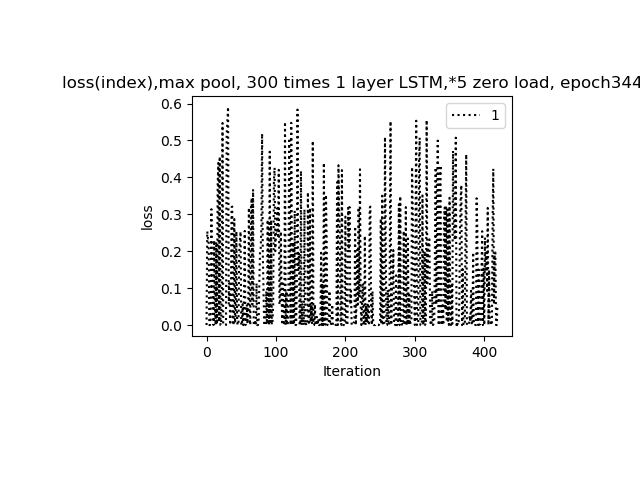 loss(index),max pool, 300 times 1 layer LSTM,*5 zero load, epoch344
0.6
0.5
0.4
0.3
0.2
0.1
0.0
loss
1
0 100 200 300 400
Iteration